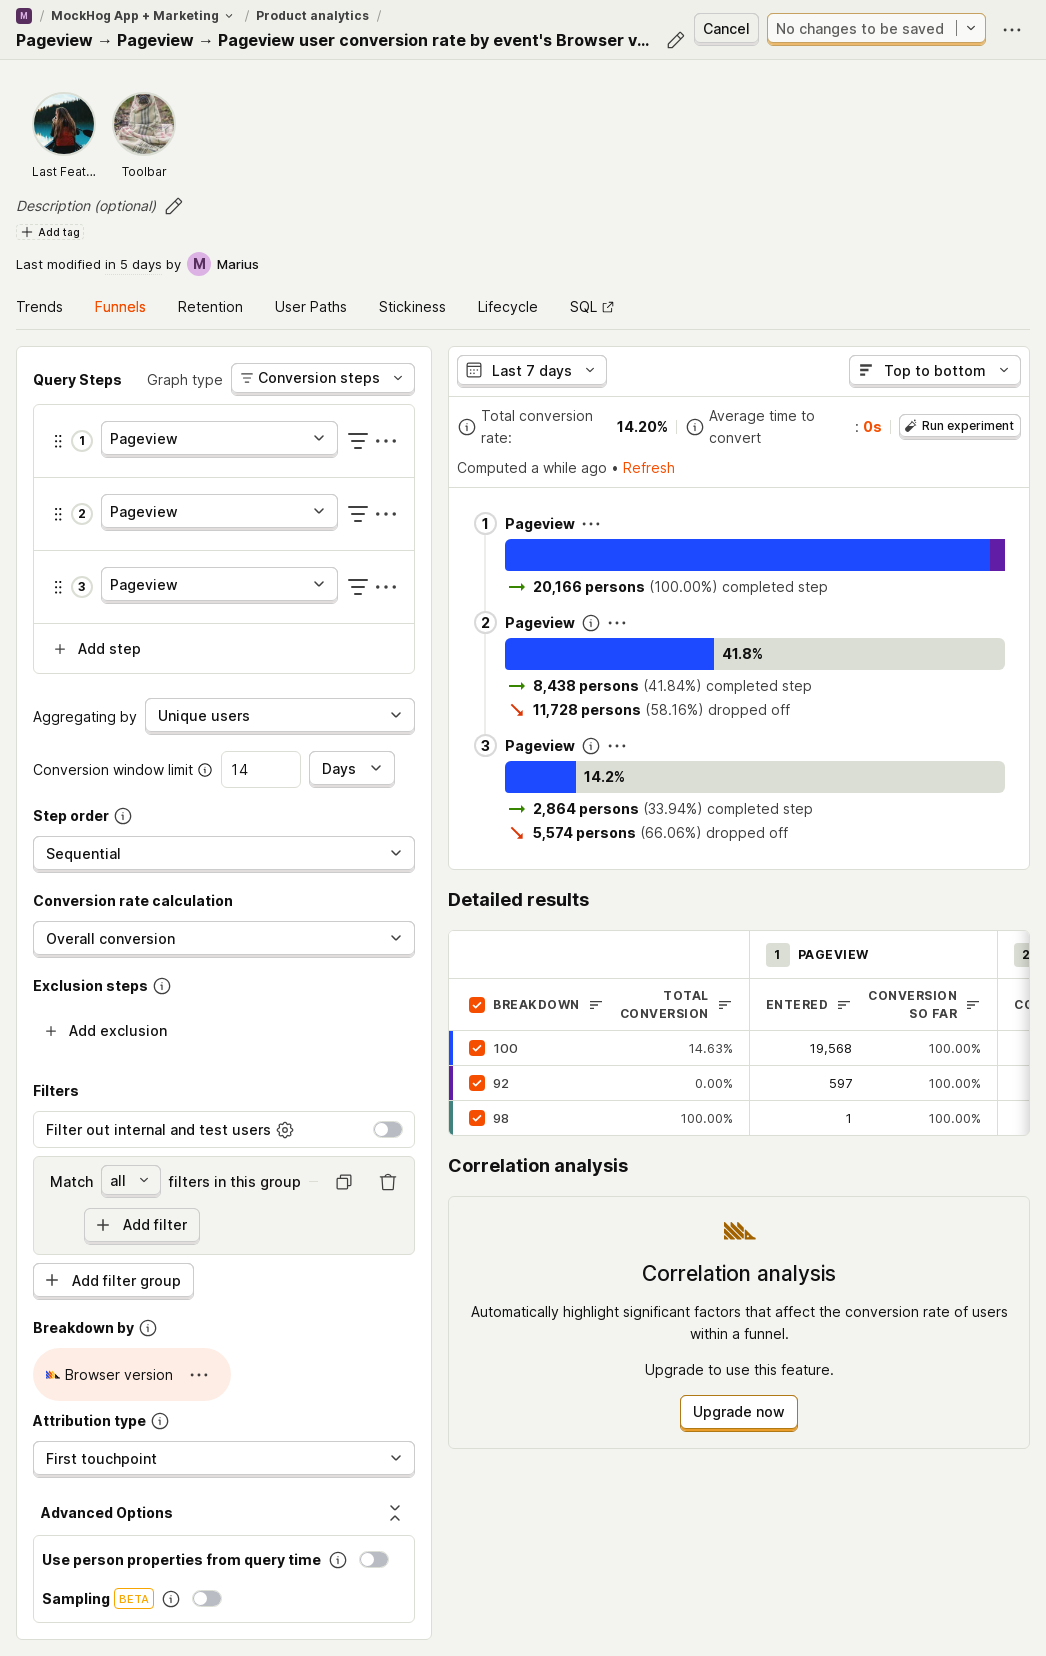 M / MockHog App + Marketing / Product analytics /
Pageview → Pageview → Pageview user conversion rate by event's Browser v...
Cancel
No changes to be saved
Last Feat...
Toolbar
Description (optional)
Add tag
Last modified in 5 days by M Marius
Trends Funnels Retention User Paths Stickiness Lifecycle SQL
Query Steps Graph type Conversion steps
1 Pageview
2 Pageview
3 Pageview
Add step
Aggregating by Unique users
Conversion window limit 14 Days
Step order
Sequential
Conversion rate calculation
Overall conversion
Exclusion steps
Add exclusion
Filters
Filter out internal and test users
Match all filters in this group
Add filter
Add filter group
Breakdown by
Browser version
Attribution type
First touchpoint
Advanced Options
Use person properties from query time
Sampling BETA
Last 7 days
Top to bottom
Total conversion
rate:
14.20%
Average time to
convert
: 0s
Run experiment
Computed a while ago • Refresh
1 Pageview
20,166 persons (100.00%) completed step
2 Pageview
41.8%
8,438 persons (41.84%) completed step
11,728 persons (58.16%) dropped off
3 Pageview
14.2%
2,864 persons (33.94%) completed step
5,574 persons (66.06%) dropped off
Detailed results
1 PAGEVIEW 2
BREAKDOWN
TOTAL
CONVERSION
ENTERED
CONVERSION
SO FAR
100 14.63% 19,568 100.00%
92 0.00% 597 100.00%
98 100.00% 1 100.00%
Correlation analysis
Correlation analysis
Automatically highlight significant factors that affect the conversion rate of users
within a funnel.
Upgrade to use this feature.
Upgrade now